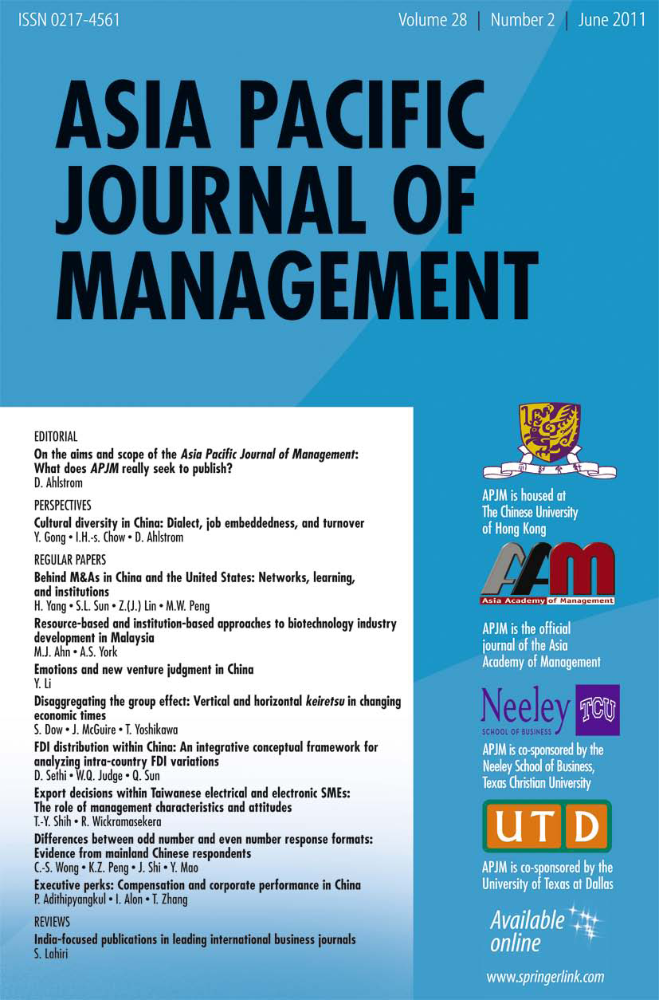 ISSN 0217-4561
Volume 28 | Number 2 | June 2011
ASIA PACIFIC
JOURNAL OF
MANAGEMENT
EDITORIAL
On the aims and scope of the Asia Pacific Journal of Management:
What does APJM really seek to publish?
D. Ahlstrom
PERSPECTIVES
Cultural diversity in China: Dialect, job embeddedness, and turnover
Y. Gong • I.H.-s. Chow • D. Ahlstrom
REGULAR PAPERS
Behind M&As in China and the United States: Networks, learning,
and institutions
H. Yang • S.L. Sun • Z.(J.) Lin • M.W. Peng
Resource-based and institution-based approaches to biotechnology industry
development in Malaysia
M.J. Ahn • A.S. York
Emotions and new venture judgment in China
Y. Li
Disaggregating the group effect: Vertical and horizontal keiretsu in changing
economic times
S. Dow • J. McGuire • T. Yoshikawa
FDI distribution within China: An integrative conceptual framework for
analyzing intra-country FDI variations
D. Sethi • W.Q. Judge • Q. Sun
Export decisions within Taiwanese electrical and electronic SMEs:
The role of management characteristics and attitudes
T.-Y. Shih • R. Wickramasekera
Differences between odd number and even number response formats:
Evidence from mainland Chinese respondents
C.-S. Wong • K.Z. Peng • J. Shi • Y. Mao
Executive perks: Compensation and corporate performance in China
P. Adithipyangkul • I. Alon • T. Zhang
REVIEWS
India-focused publications in leading international business journals
S. Lahiri
APJM is housed at
The Chinese University
of Hong Kong
AAM
Asia Academy of Management
APJM is the official
journal of the Asia
Academy of Management
Neeley TCU
SCHOOL OF BUSINESS
APJM is co-sponsored by the
Neeley School of Business,
Texas Christian University
UTD
APJM is co-sponsored by the
University of Texas at Dallas
Available
online
www.springerlink.com